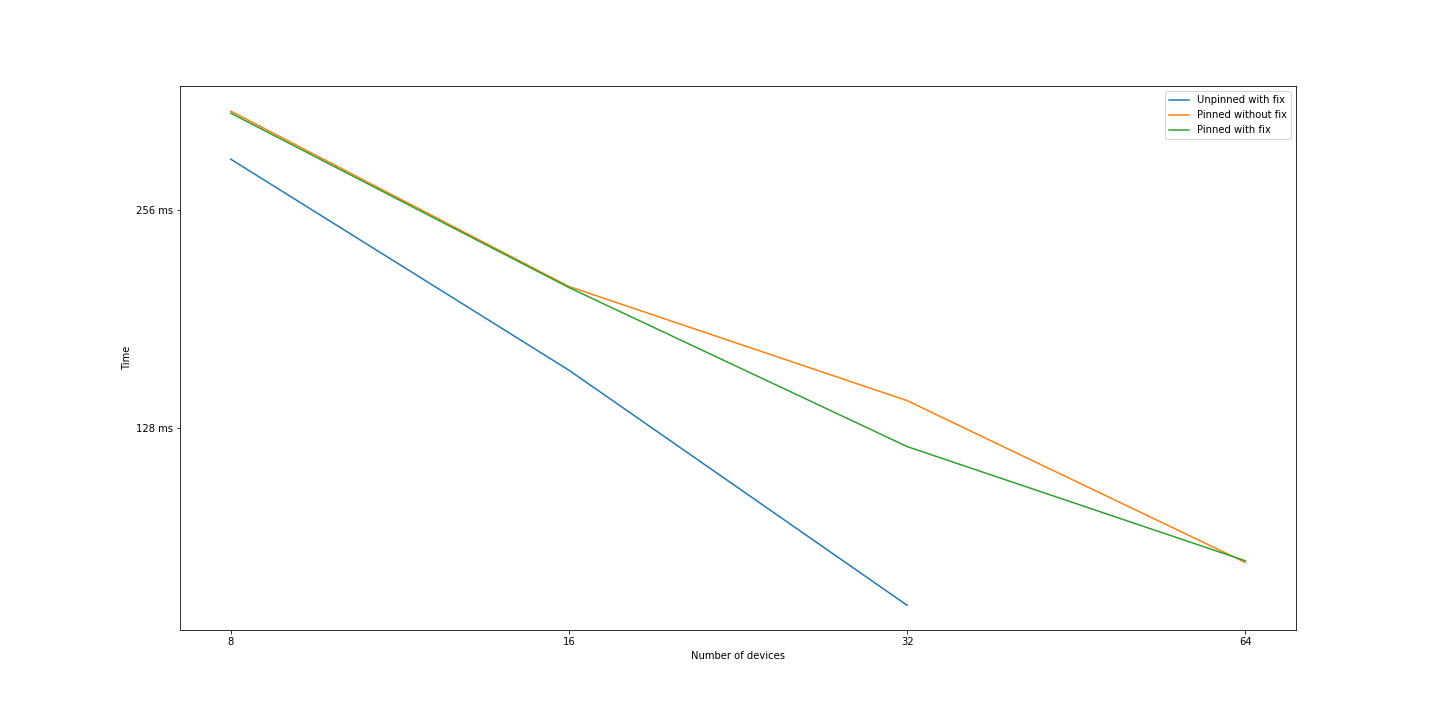 Unpinned with fix
Pinned without fix
Pinned with fix
256 ms
Time
128 ms
8
16
32
64
Number of devices